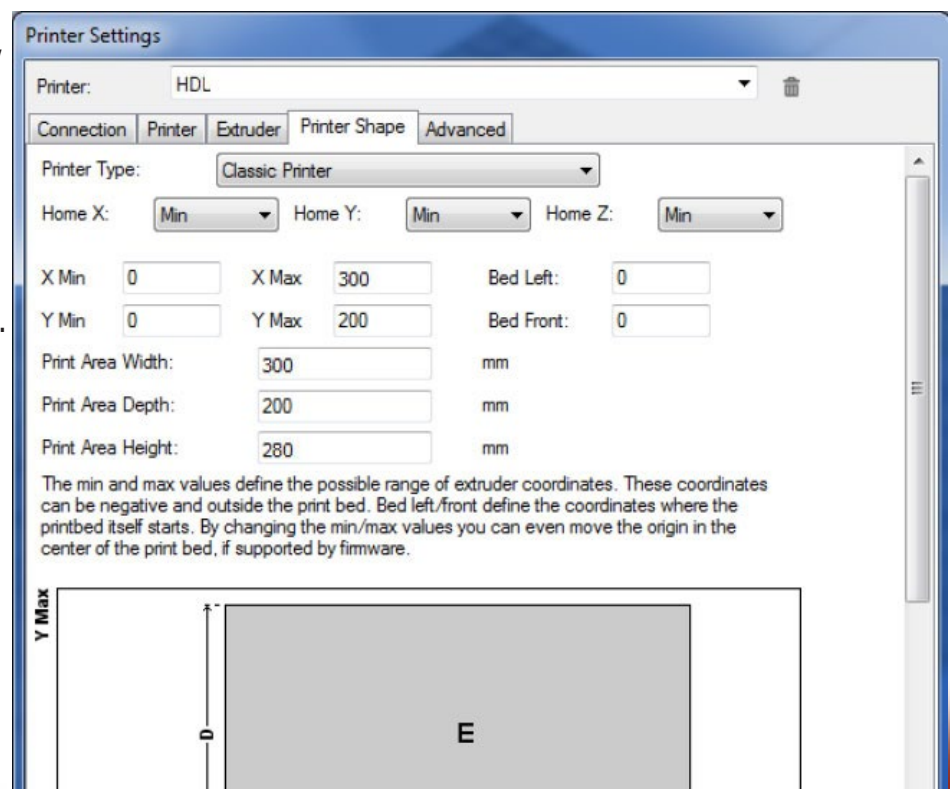 Printer Settings
Printer: HDL
Connection Printer Extruder Printer Shape Advanced
Printer Type: Classic Printer
Home X: Min Home Y: Min Home Z: Min
X Min 0 X Max 300 Bed Left: 0
Y Min 0 Y Max 200 Bed Front: 0
Print Area Width: 300 mm
Print Area Depth: 200 mm
Print Area Height: 280 mm
The min and max values define the possible range of extruder coordinates. These coordinates
can be negative and outside the print bed. Bed left/front define the coordinates where the
printbed itself starts. By changing the min/max values you can even move the origin in the
center of the print bed, if supported by firmware.
Y Max
D
E